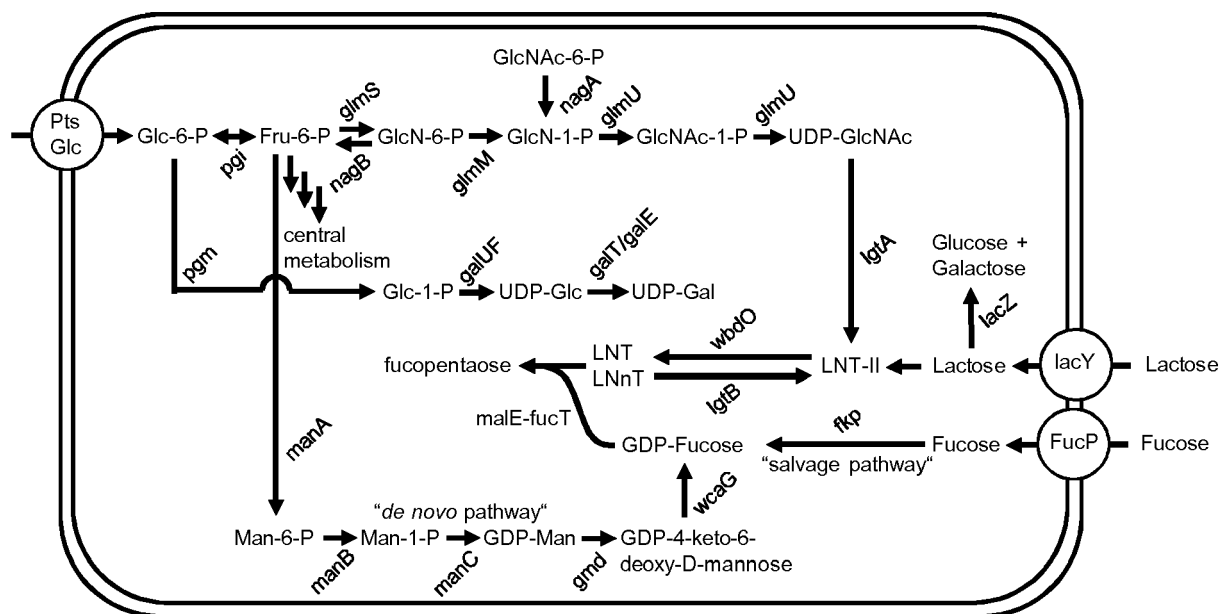 GlcNAc-6-P
nagA
glmS
glmU
glmU
Pts
Glc
Glc-6-P
Fru-6-P
GlcN-6-P
GlcN-1-P
GlcNAc-1-P
UDP-GlcNAc
pgi
nagB
glmM
central
metabolism
pgm
galUF
galT/galE
lgtA
Glucose +
Galactose
Glc-1-P
UDP-Glc
UDP-Gal
lacZ
wbdO
fucopentaose
LNT
LNnT
LNT-II
Lactose
lacY
Lactose
lgtB
malE-fucT
manA
fkp
GDP-Fucose
Fucose
FucP
Fucose
"salvage pathway“
wcaG
“de novo pathway“
Man-6-P
Man-1-P
GDP-Man
GDP-4-keto-6-
deoxy-D-mannose
manB
manC
gmd